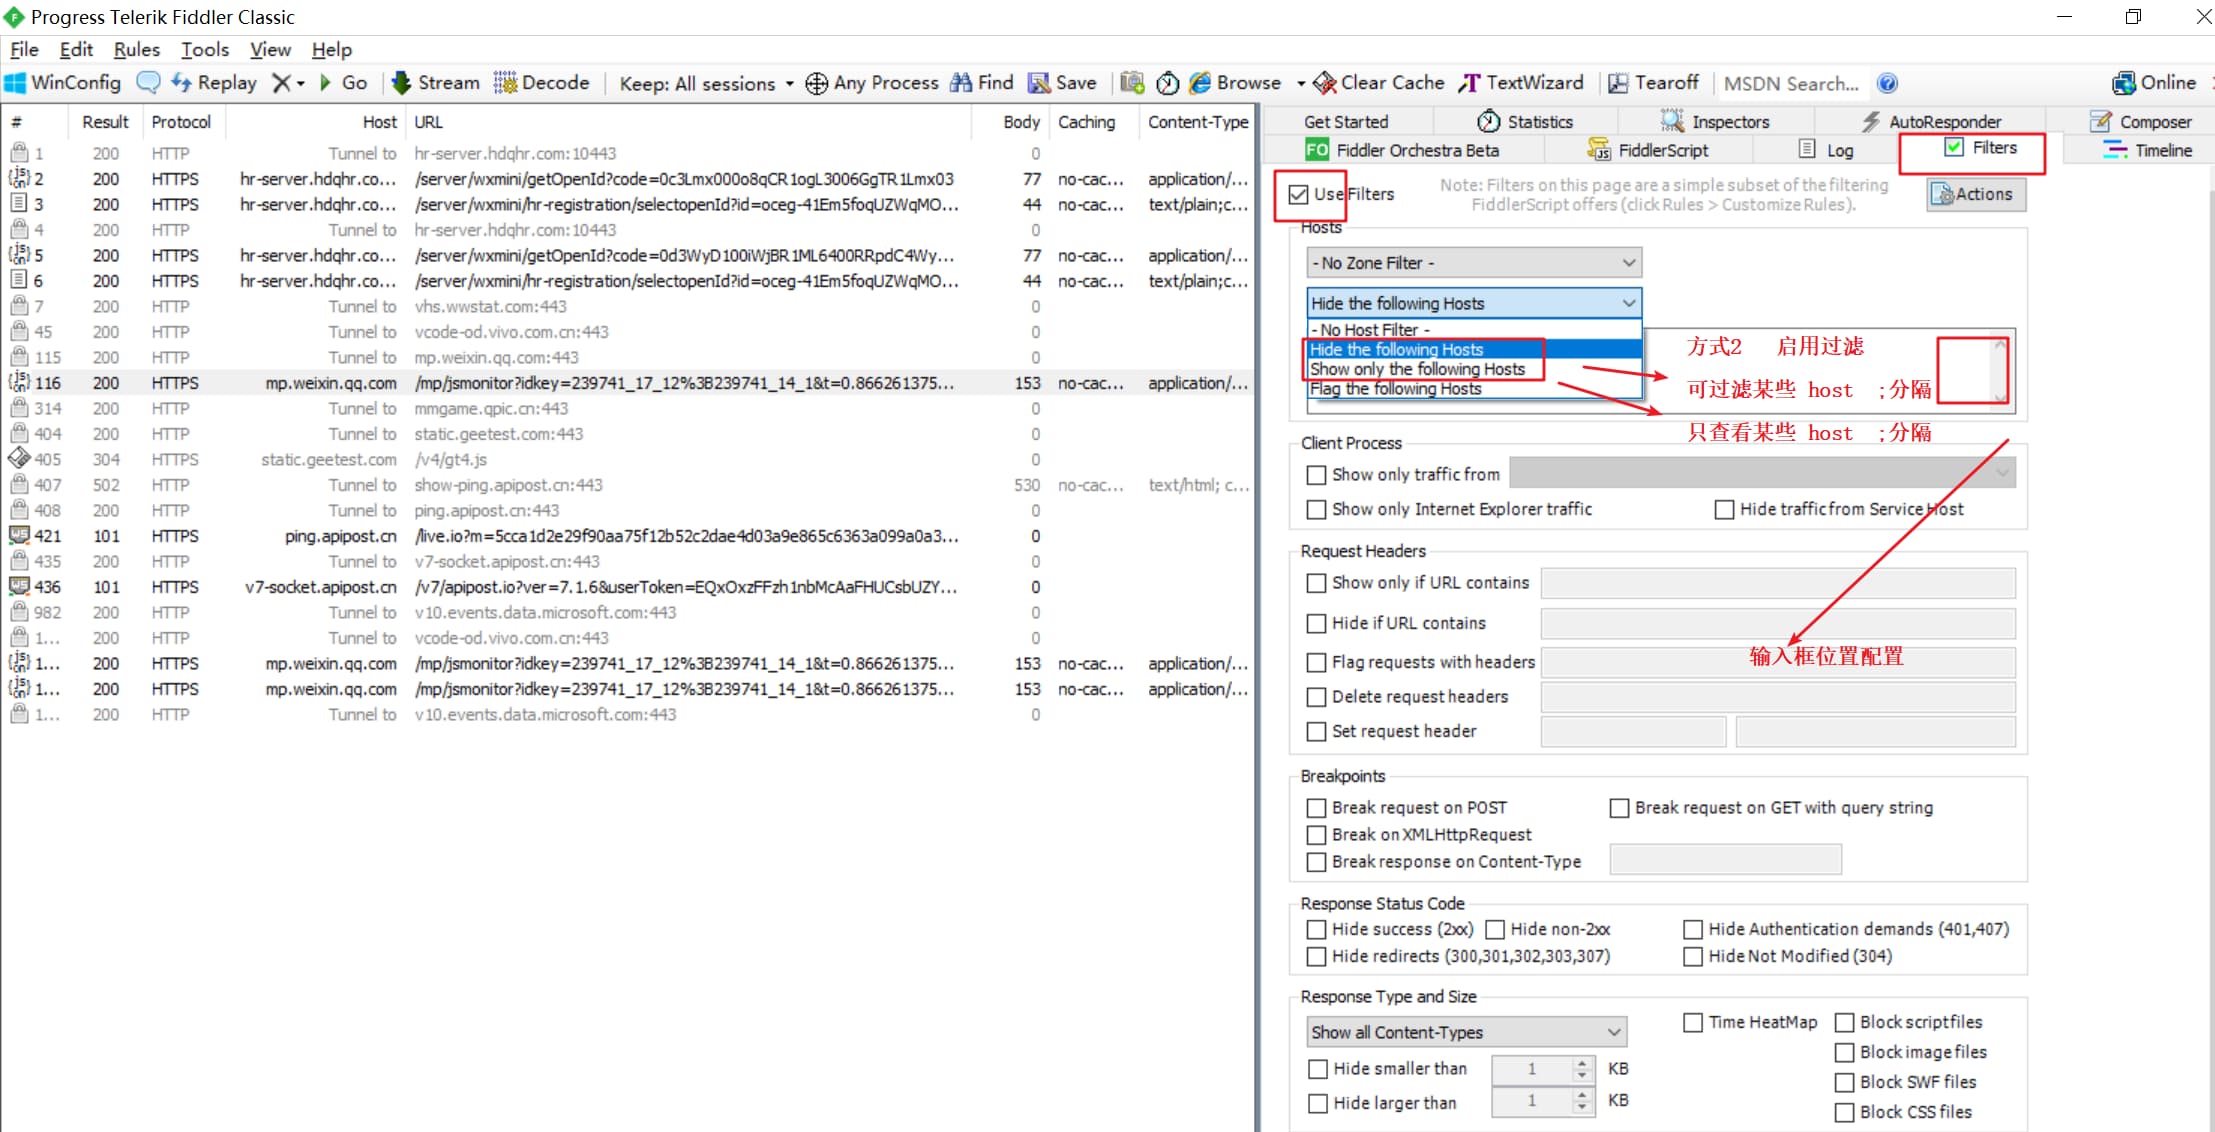 Progress Telerik Fiddler Classic
File Edit Rules Tools View Help
WinConfig Replay Go Stream Decode Keep: All sessions Any Process Find Save Browse Clear Cache TextWizard Tearoff MSDN Search... Online
# Result Protocol Host URL Body Caching Content-Type
1 200 HTTP Tunnel to hr-server.hdqhr.com:10443 0
2 200 HTTPS hr-server.hdqhr.co... /server/wxmini/getOpenId?code=0c3Lmx000o8qCR1ogL3006GgTR1Lmx03 77 no-cac... application/...
3 200 HTTPS hr-server.hdqhr.co... /server/wxmini/hr-registration/selectopenId?id=oceg-41Em5foqUZWqMO... 44 no-cac... text/plain;c...
4 200 HTTP Tunnel to hr-server.hdqhr.com:10443 0
5 200 HTTPS hr-server.hdqhr.co... /server/wxmini/getOpenId?code=0d3WyD100iWjBR1ML6400RRpdC4Wy... 77 no-cac... application/...
6 200 HTTPS hr-server.hdqhr.co... /server/wxmini/hr-registration/selectopenId?id=oceg-41Em5foqUZWqMO... 44 no-cac... text/plain;c...
7 200 HTTP Tunnel to vhs.wwstat.com:443 0
45 200 HTTP Tunnel to vcode-od.vivo.com.cn:443 0
115 200 HTTP Tunnel to mp.weixin.qq.com:443 0
116 200 HTTPS mp.weixin.qq.com /mp/jsmonitor?idkey=239741_17_12%3B239741_14_1&t=0.866261375... 153 no-cac... application/...
314 200 HTTP Tunnel to mmgame.qpic.cn:443 0
404 200 HTTP Tunnel to static.geetest.com:443 0
405 304 HTTPS static.geetest.com /v4/gt4.js 0
407 502 HTTP Tunnel to show-ping.apipost.cn:443 530 no-cac... text/html; c...
408 200 HTTP Tunnel to ping.apipost.cn:443 0
421 101 HTTPS ping.apipost.cn /live.io?m=5cca1d2e29f90aa75f12b52c2dae4d03a9e865c6363a099a0a3... 0
435 200 HTTP Tunnel to v7-socket.apipost.cn:443 0
436 101 HTTPS v7-socket.apipost.cn /v7/apipost.io?ver=7.1.6&userToken=EQxOxzFFzh1nbMcAaFHUCsbUZY... 0
982 200 HTTP Tunnel to v10.events.data.microsoft.com:443 0
1... 200 HTTP Tunnel to vcode-od.vivo.com.cn:443 0
1... 200 HTTPS mp.weixin.qq.com /mp/jsmonitor?idkey=239741_17_12%3B239741_14_1&t=0.866261375... 153 no-cac... application/...
1... 200 HTTPS mp.weixin.qq.com /mp/jsmonitor?idkey=239741_17_12%3B239741_14_1&t=0.866261375... 153 no-cac... application/...
1... 200 HTTP Tunnel to v10.events.data.microsoft.com:443 0
Get Started Statistics Inspectors AutoResponder Composer
FO Fiddler Orchestra Beta FiddlerScript Log Filters Timeline
Use Filters
Note: Filters on this page are a simple subset of the filtering
FiddlerScript offers (click Rules > Customize Rules).
Actions
Hosts
- No Zone Filter -
Hide the following Hosts
- No Host Filter -
Hide the following Hosts
Show only the following Hosts
Flag the following Hosts
方式2 启用过滤
可过滤某些 host ;分隔
只查看某些 host ;分隔
Client Process
Show only traffic from
Show only Internet Explorer traffic Hide traffic from Service Host
Request Headers
Show only if URL contains
Hide if URL contains
输入框位置配置
Flag requests with headers
Delete request headers
Set request header
Breakpoints
Break request on POST Break request on GET with query string
Break on XMLHttpRequest
Break response on Content-Type
Response Status Code
Hide success (2xx) Hide non-2xx Hide Authentication demands (401,407)
Hide redirects (300,301,302,303,307) Hide Not Modified (304)
Response Type and Size
Show all Content-Types Time HeatMap Block script files
Block image files
Hide smaller than 1 KB Block SWF files
Hide larger than 1 KB Block CSS files